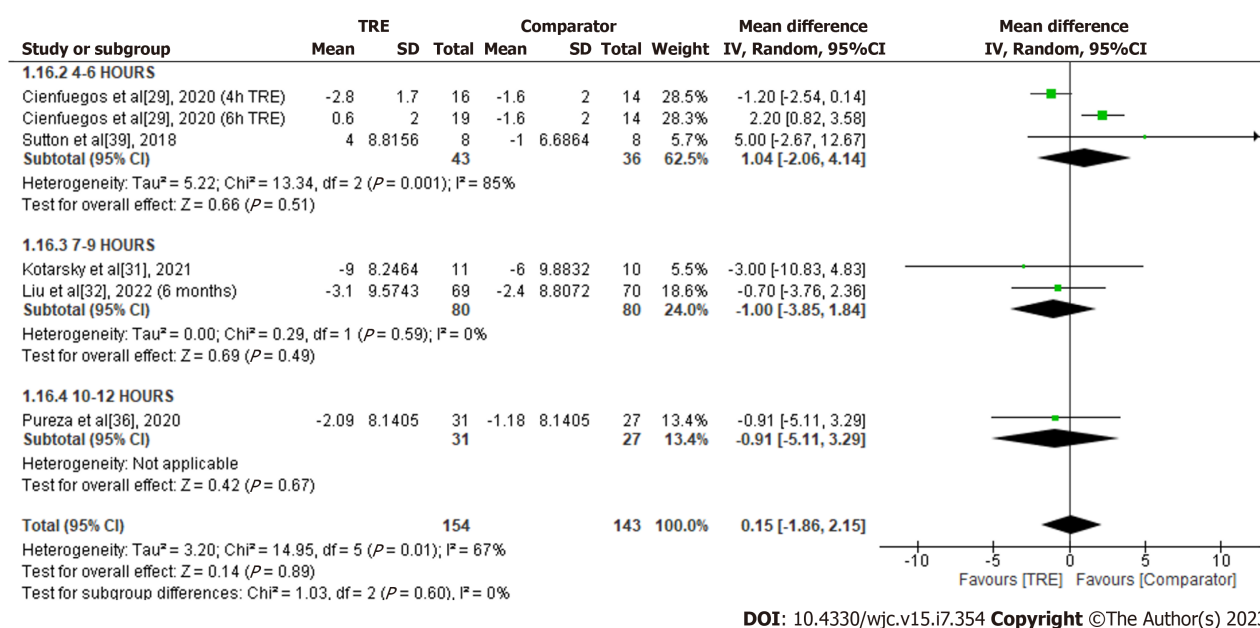 TRE Comparator Mean difference Mean difference
Study or subgroup Mean SD Total Mean SD Total Weight IV, Random, 95%CI IV, Random, 95%CI
1.16.2 4-6 HOURS
Cienfuegos et al[29], 2020 (4h TRE) -2.8 1.7 16 -1.6 2 14 28.5% -1.20 [-2.54, 0.14]
Cienfuegos et al[29], 2020 (6h TRE) 0.6 2 19 -1.6 2 14 28.3% 2.20 [0.82, 3.58]
Sutton et al[39], 2018 4 8.8156 8 -1 6.6864 8 5.7% 5.00 [-2.67, 12.67]
Subtotal (95% CI) 43 36 62.5% 1.04 [-2.06, 4.14]
Heterogeneity: Tau² = 5.22; Chi² = 13.34, df = 2 (P = 0.001); I² = 85%
Test for overall effect: Z = 0.66 (P = 0.51)
1.16.3 7-9 HOURS
Kotarsky et al[31], 2021 -9 8.2464 11 -6 9.8832 10 5.5% -3.00 [-10.83, 4.83]
Liu et al[32], 2022 (6 months) -3.1 9.5743 69 -2.4 8.8072 70 18.6% -0.70 [-3.76, 2.36]
Subtotal (95% CI) 80 80 24.0% -1.00 [-3.85, 1.84]
Heterogeneity: Tau² = 0.00; Chi² = 0.29, df = 1 (P = 0.59); I² = 0%
Test for overall effect: Z = 0.69 (P = 0.49)
1.16.4 10-12 HOURS
Pureza et al[36], 2020 -2.09 8.1405 31 -1.18 8.1405 27 13.4% -0.91 [-5.11, 3.29]
Subtotal (95% CI) 31 27 13.4% -0.91 [-5.11, 3.29]
Heterogeneity: Not applicable
Test for overall effect: Z = 0.42 (P = 0.67)
Total (95% CI) 154 143 100.0% 0.15 [-1.86, 2.15]
Heterogeneity: Tau² = 3.20; Chi² = 14.95, df = 5 (P = 0.01); I² = 67%
Test for overall effect: Z = 0.14 (P = 0.89)
Test for subgroup differences: Chi² = 1.03, df = 2 (P = 0.60), I² = 0%
-10 -5 0 5 10
Favours [TRE] Favours [Comparator]
DOI: 10.4330/wjc.v15.i7.354 Copyright ©The Author(s)